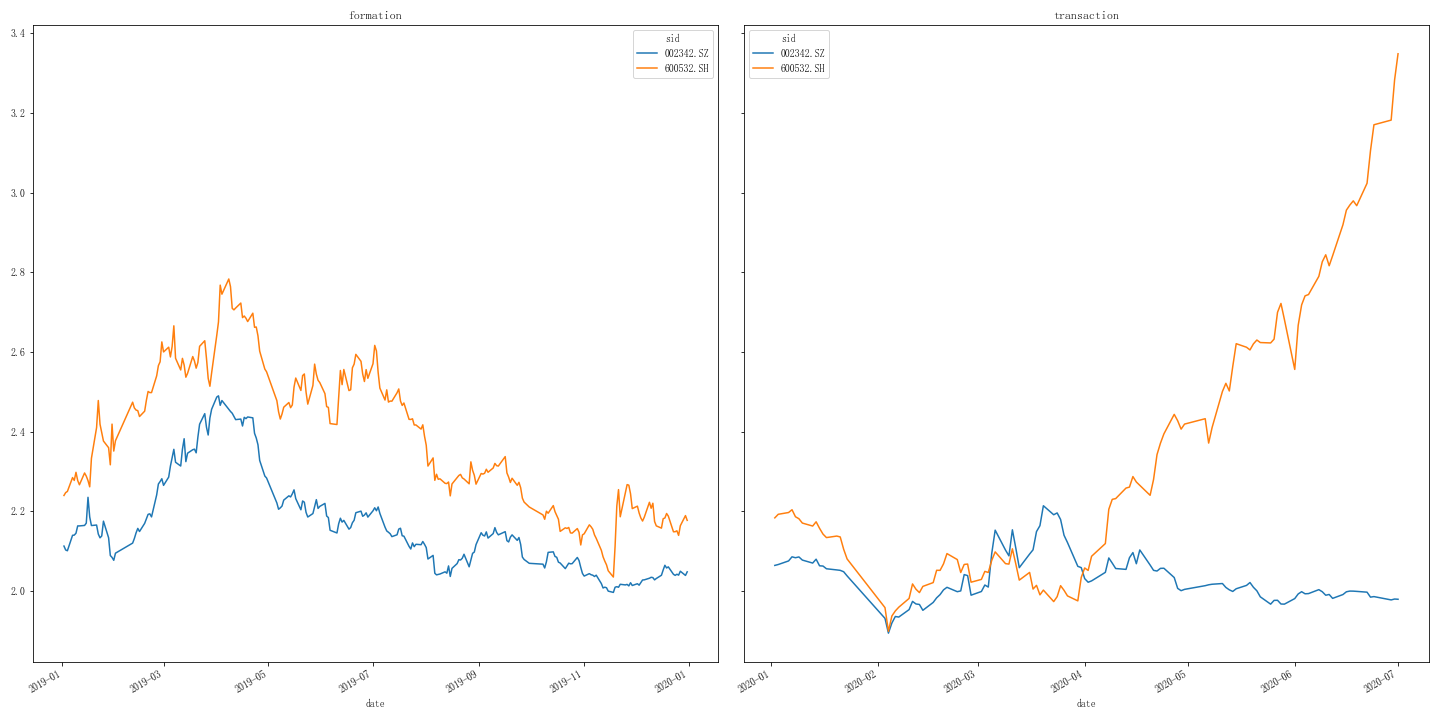 formation
3.4
3.2
3.0
2.8
2.6
2.4
2.2
2.0
sid
002342.SZ
600532.SH
2019-01
2019-03
2019-05
2019-07
2019-09
2019-11
2020-01
date
transaction
sid
002342.SZ
600532.SH
2020-01
2020-02
2020-03
2020-04
2020-05
2020-06
2020-07
date